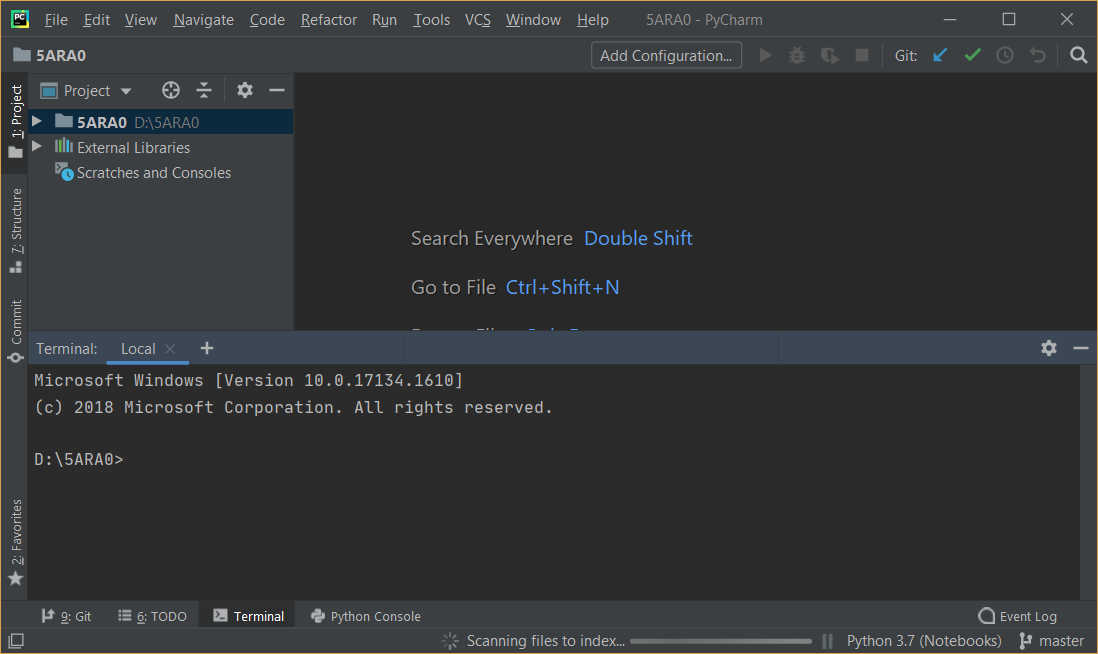 PC File Edit View Navigate Code Refactor Run Tools VCS Window Help 5ARA0 - PyCharm
5ARA0 Add Configuration... Git:
1: Project
Project
5ARA0 D:\5ARA0
External Libraries
Scratches and Consoles
7: Structure
Commit
2: Favorites
Search Everywhere Double Shift
Go to File Ctrl+Shift+N
Terminal: Local
Microsoft Windows [Version 10.0.17134.1610]
(c) 2018 Microsoft Corporation. All rights reserved.
D:\5ARA0>
9: Git 6: TODO Terminal Python Console Event Log
Scanning files to index... Python 3.7 (Notebooks) master